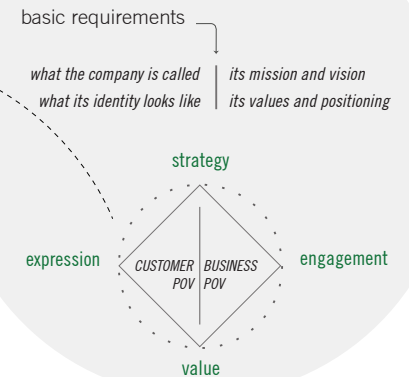 basic requirements
what the company is called | its mission and vision
what its identity looks like | its values and positioning
strategy
expression
CUSTOMER POV | BUSINESS POV
engagement
value